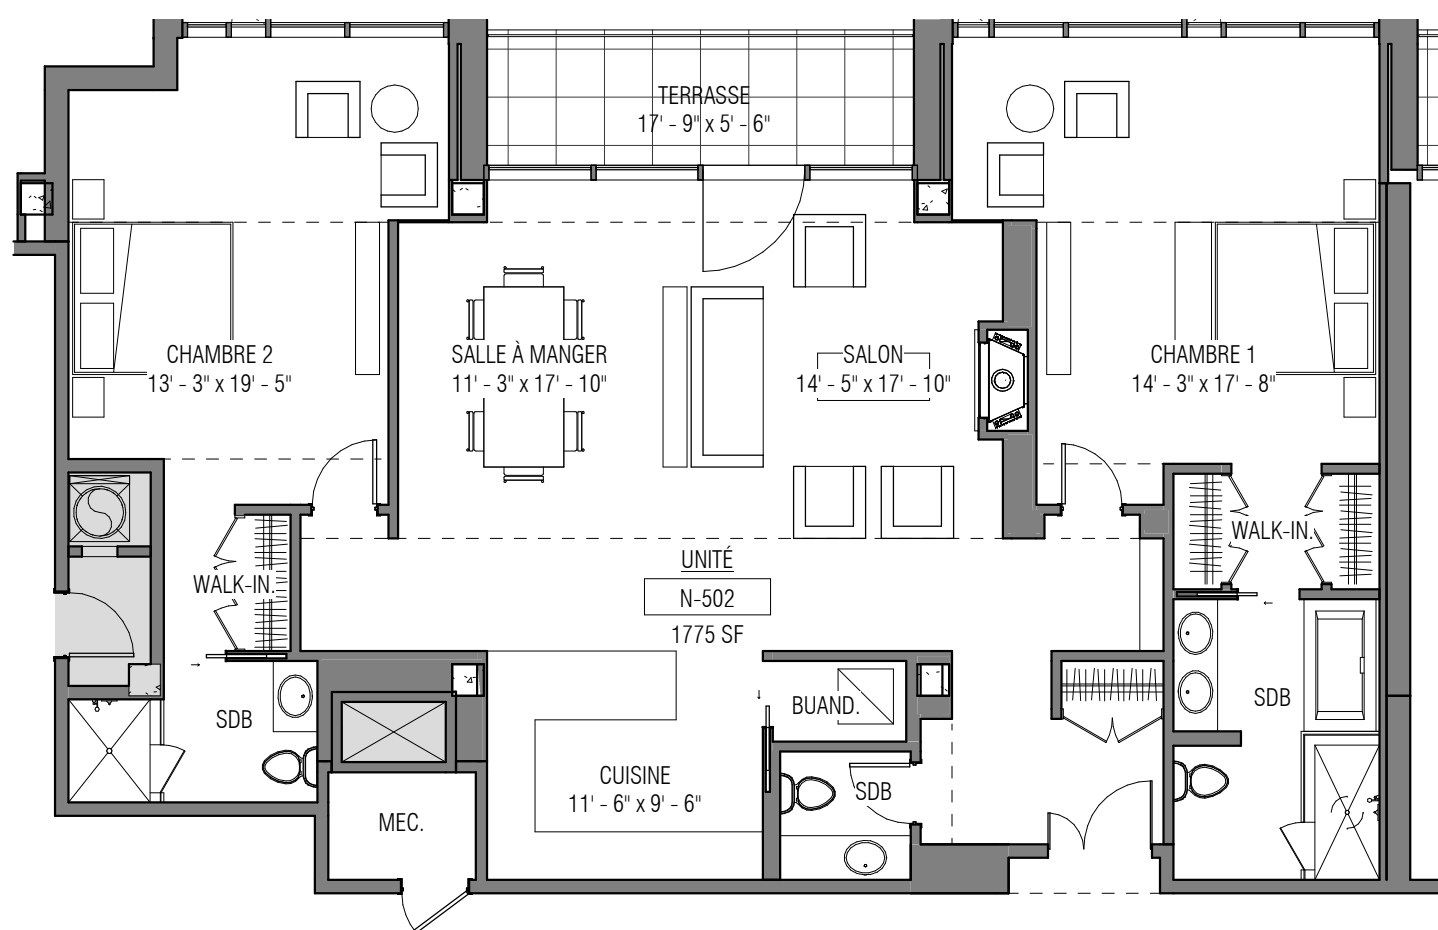 TERRASSE
17' - 9" x 5' - 6"
CHAMBRE 2
13' - 3" x 19' - 5"
SALLE À MANGER
11' - 3" x 17' - 10"
SALON
14' - 5" x 17' - 10"
CHAMBRE 1
14' - 3" x 17' - 8"
WALK-IN.
WALK-IN.
UNITÉ
N-502
1775 SF
SDB
BUAND.
SDB
CUISINE
11' - 6" x 9' - 6"
SDB
MEC.